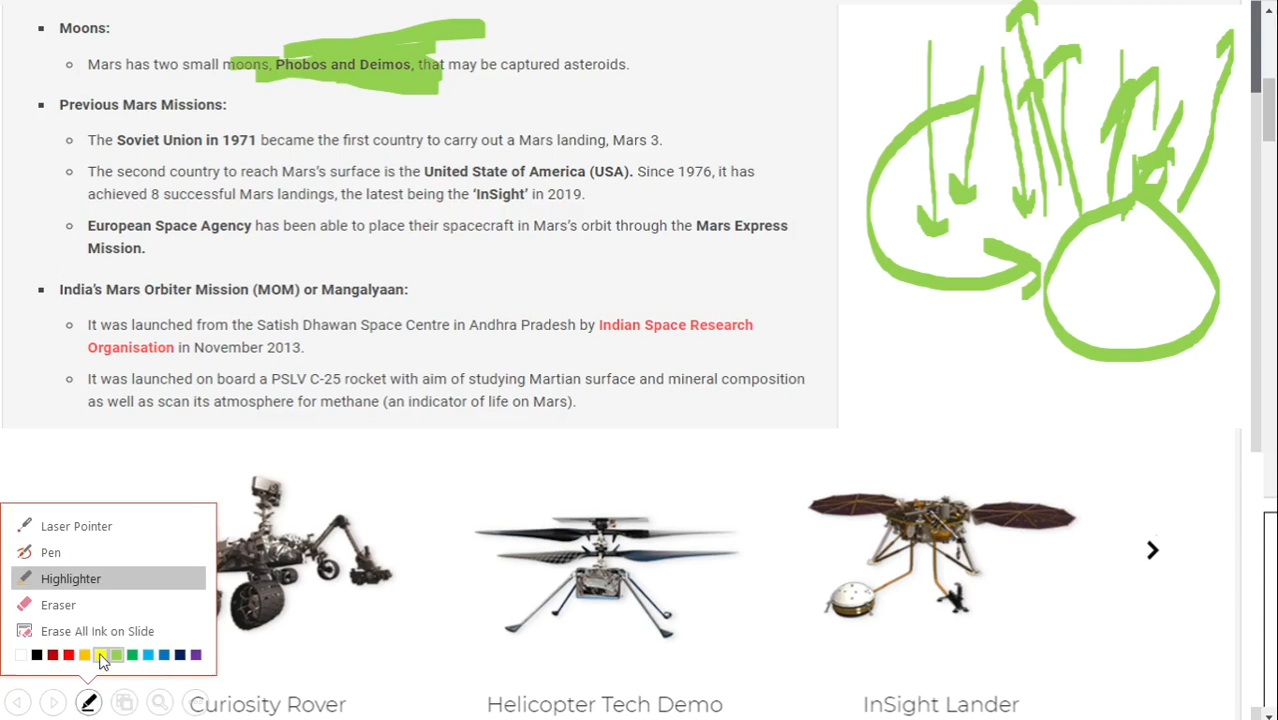 Moons:
Mars has two small moons, Phobos and Deimos, that may be captured asteroids.
Previous Mars Missions:
The Soviet Union in 1971 became the first country to carry out a Mars landing, Mars 3.
The second country to reach Mars’s surface is the United State of America (USA). Since 1976, it has
achieved 8 successful Mars landings, the latest being the ‘InSight’ in 2019.
European Space Agency has been able to place their spacecraft in Mars’s orbit through the Mars Express
Mission.
India’s Mars Orbiter Mission (MOM) or Mangalyaan:
It was launched from the Satish Dhawan Space Centre in Andhra Pradesh by Indian Space Research
Organisation in November 2013.
It was launched on board a PSLV C-25 rocket with aim of studying Martian surface and mineral composition
as well as scan its atmosphere for methane (an indicator of life on Mars).
Laser Pointer
Pen
Highlighter
Eraser
Erase All Ink on Slide
Curiosity Rover
Helicopter Tech Demo
InSight Lander